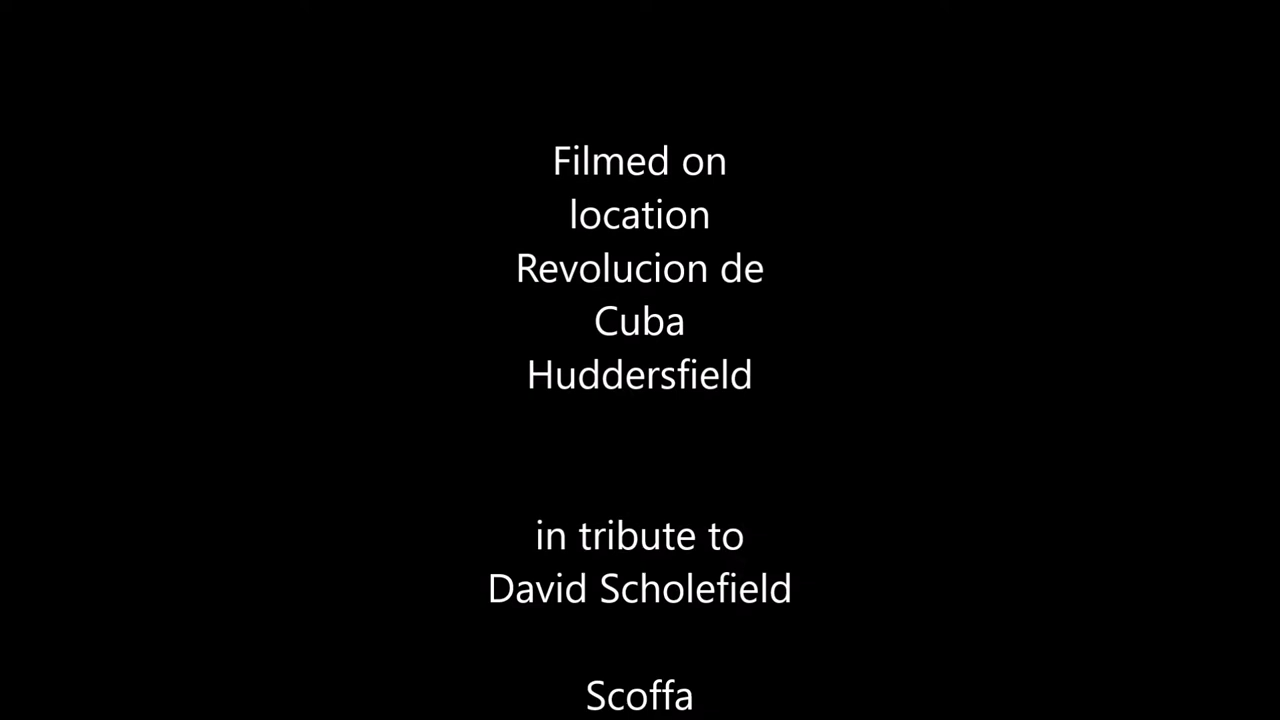 Filmed on
location
Revolucion de
Cuba
Huddersfield
in tribute to
David Scholefield
Scoffa